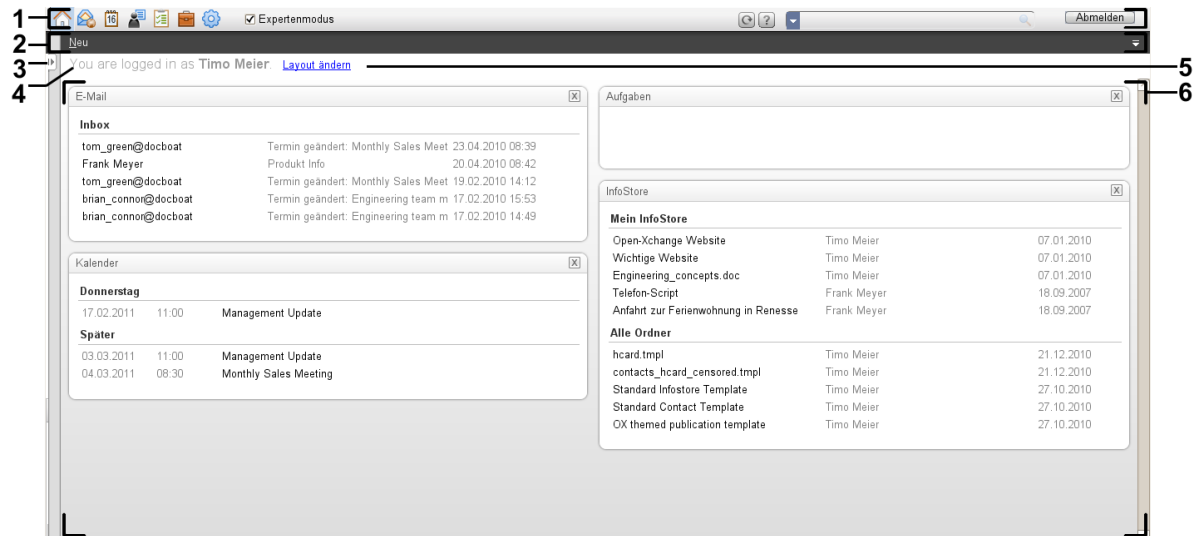 1
16
Expertenmodus
?
Abmelden
2
Neu
3
You are logged in as Timo Meier. Layout ändern
5
4
6
E-Mail X
Inbox
tom_green@docboat Termin geändert: Monthly Sales Meet 23.04.2010 08:39
Frank Meyer Produkt Info 20.04.2010 08:42
tom_green@docboat Termin geändert: Monthly Sales Meet 19.02.2010 14:12
brian_connor@docboat Termin geändert: Engineering team m 17.02.2010 15:53
brian_connor@docboat Termin geändert: Engineering team m 17.02.2010 14:49
Kalender X
Donnerstag
17.02.2011 11:00 Management Update
Später
03.03.2011 11:00 Management Update
04.03.2011 08:30 Monthly Sales Meeting
Aufgaben X
InfoStore X
Mein InfoStore
Open-Xchange Website Timo Meier 07.01.2010
Wichtige Website Timo Meier 07.01.2010
Engineering_concepts.doc Timo Meier 07.01.2010
Telefon-Script Frank Meyer 18.09.2007
Anfahrt zur Ferienwohnung in Renesse Frank Meyer 18.09.2007
Alle Ordner
hcard.tmpl Timo Meier 21.12.2010
contacts_hcard_censored.tmpl Timo Meier 21.12.2010
Standard Infostore Template Timo Meier 27.10.2010
Standard Contact Template Timo Meier 27.10.2010
OX themed publication template Timo Meier 27.10.2010